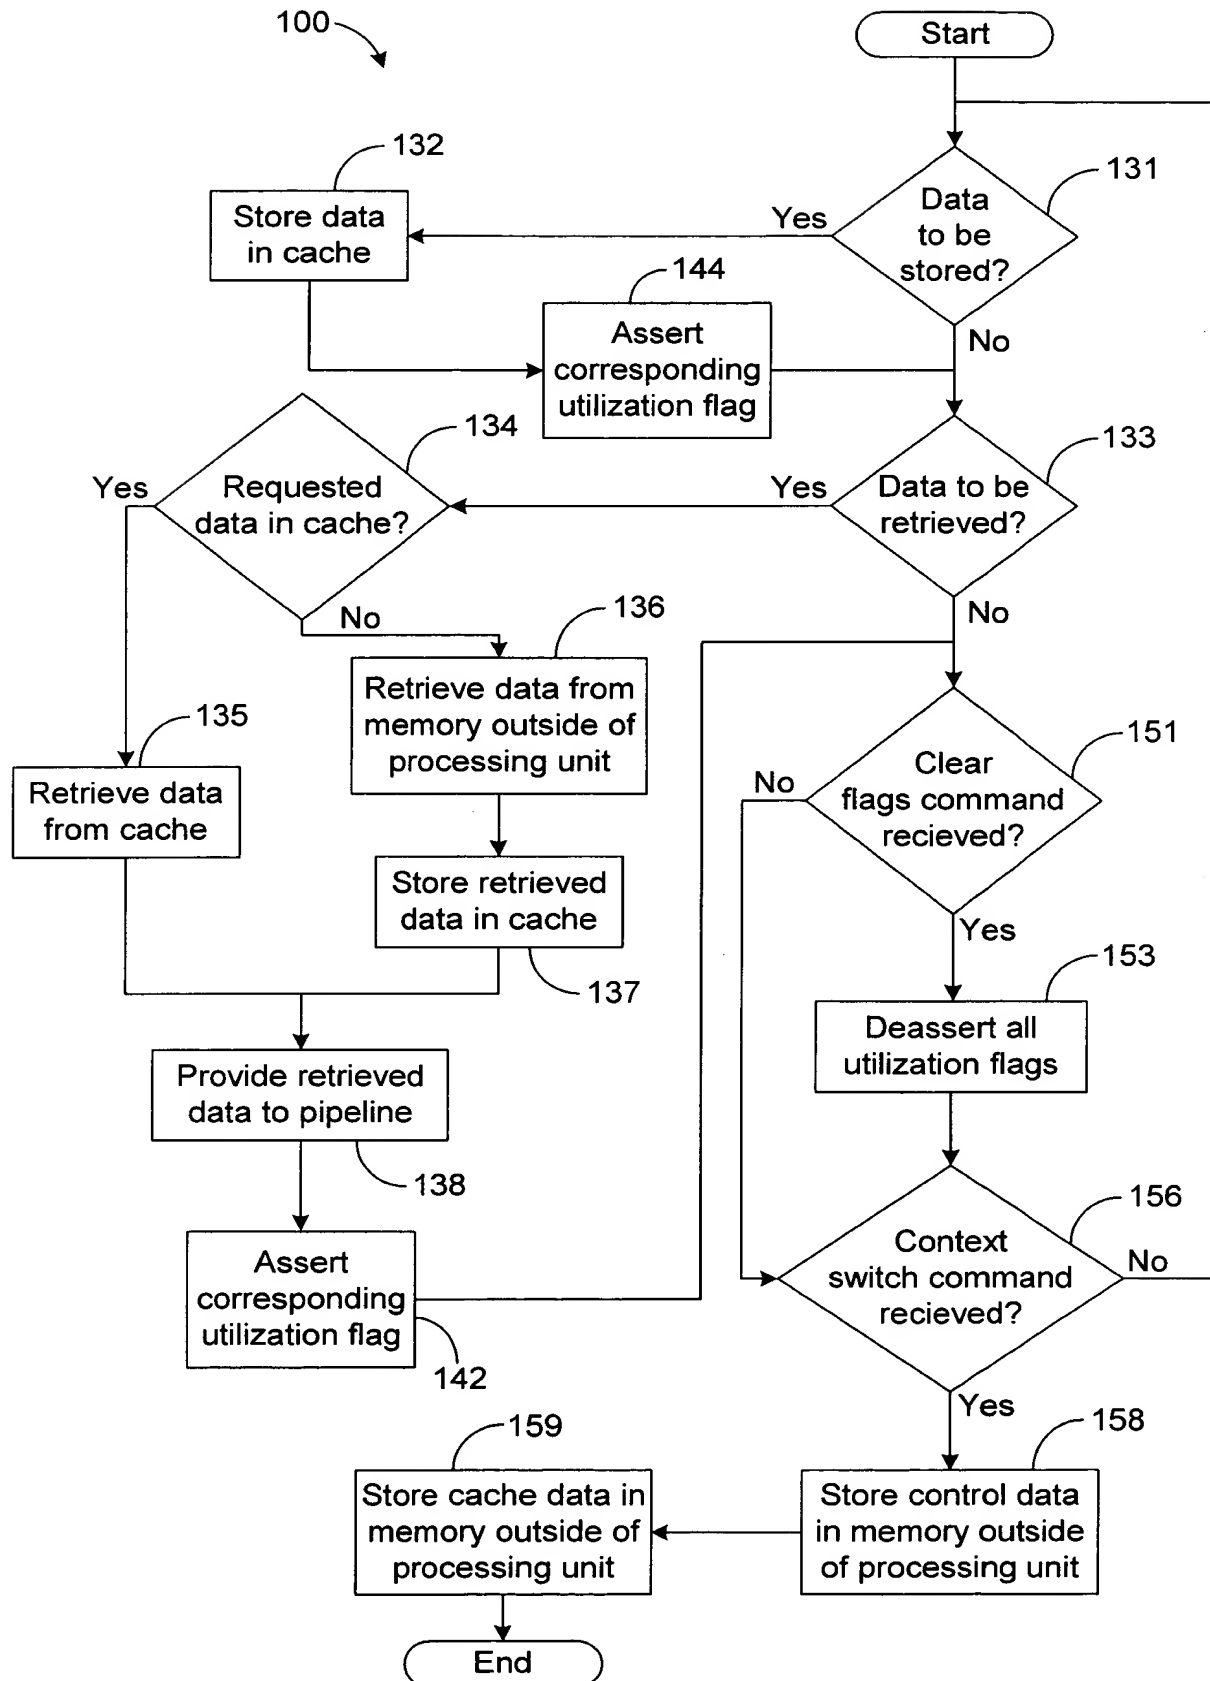 100
Start
132
131
Store data
in cache
Yes
Data
to be
stored?
144
No
Assert
corresponding
utilization flag
134
133
Yes
Requested
data in cache?
Yes
Data to be
retrieved?
No
136
No
Retrieve data from
memory outside of
processing unit
135
151
Retrieve data
from cache
No
Clear
flags command
recieved?
Store retrieved
data in cache
Yes
137
153
Deassert all
utilization flags
Provide retrieved
data to pipeline
138
156
Assert
corresponding
utilization flag
142
Context
switch command
recieved?
No
Yes
159
158
Store cache data in
memory outside of
processing unit
Store control data
in memory outside
of processing unit
End